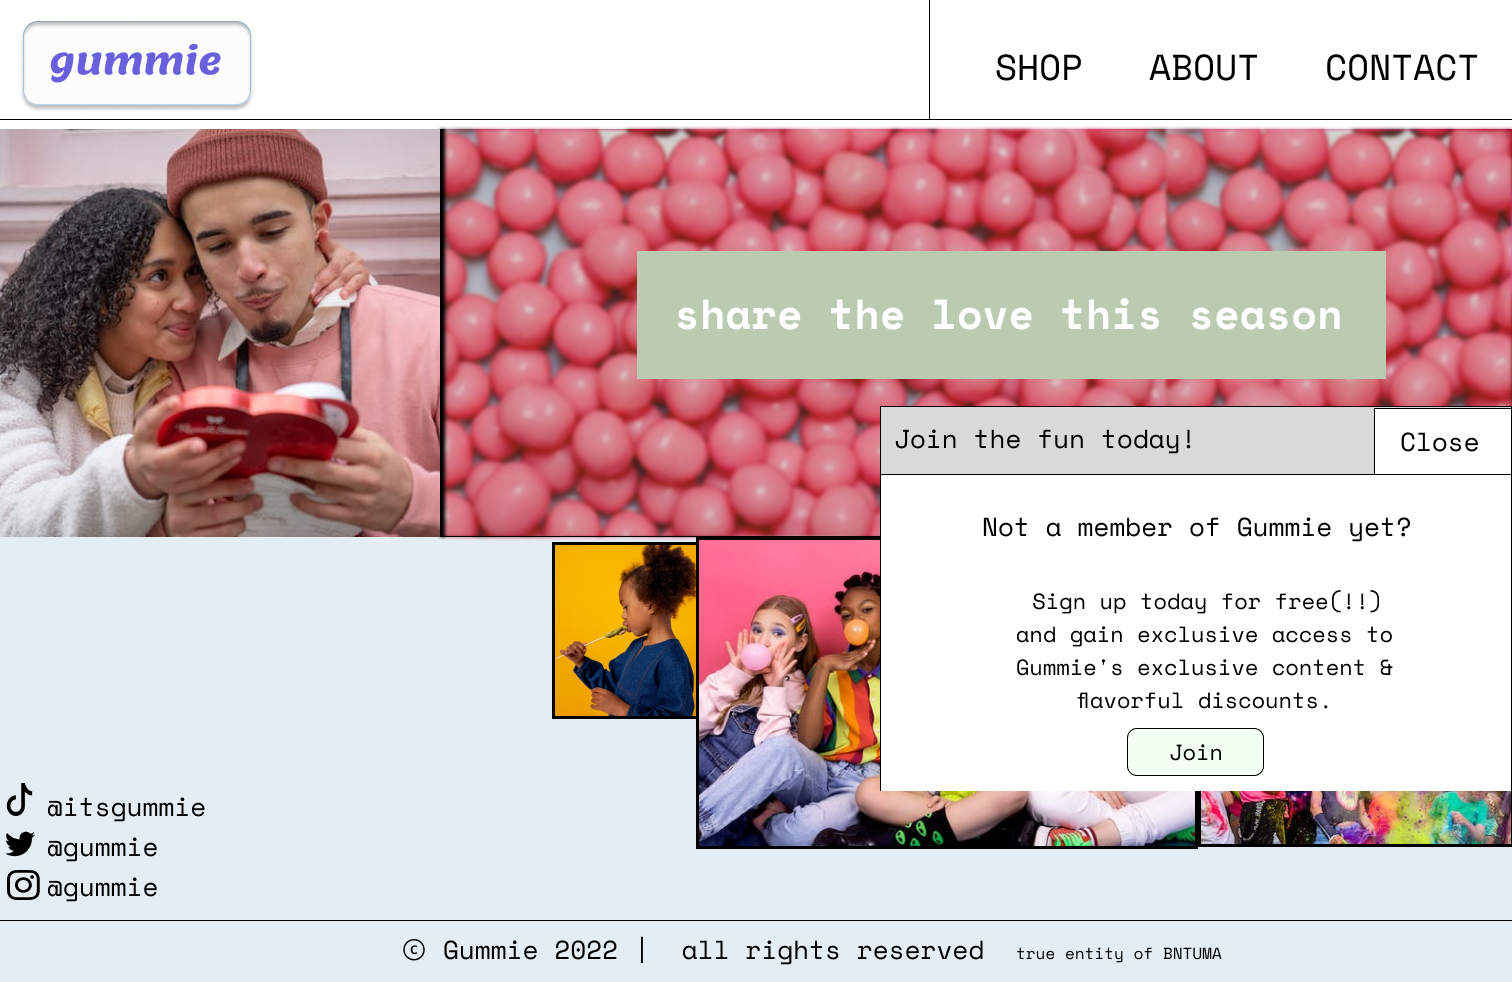 gummie
SHOP ABOUT CONTACT
share the love this season
Join the fun today!
Close
Not a member of Gummie yet?
Sign up today for free(!!)
and gain exclusive access to
Gummie's exclusive content &
flavorful discounts.
Join
@itsgummie
@gummie
@gummie
© Gummie 2022 | all rights reserved true entity of BNTUMA